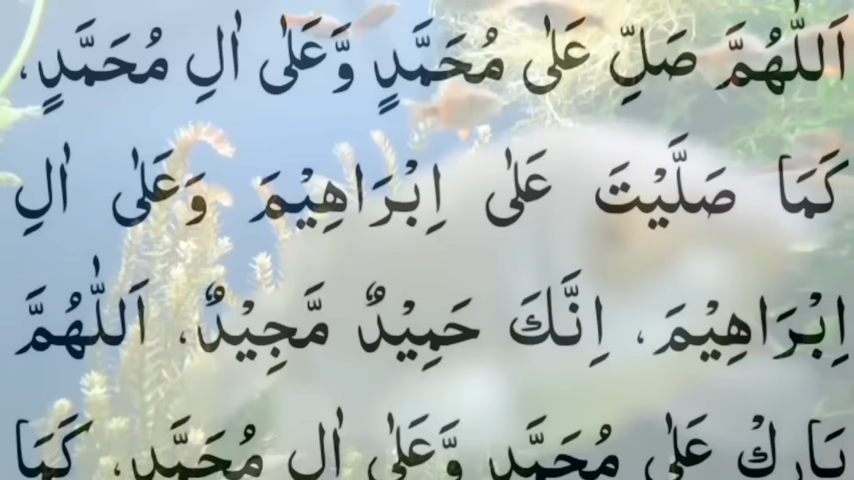 اَللّٰهُمَّ صَلِّ عَلٰى مُحَمَّدٍ وَّعَلٰى اٰلِ مُحَمَّدٍ،
كَمَا صَلَّيْتَ عَلٰى اِبْرَاهِيْمَ وَعَلٰى اٰلِ
اِبْرَاهِيْمَ، اِنَّكَ حَمِيْدٌ مَّجِيْدٌ، اَللّٰهُمَّ
بَارِكْ عَلٰى مُحَمَّدٍ وَّعَلٰى اٰلِ مُحَمَّدٍ، كَمَا